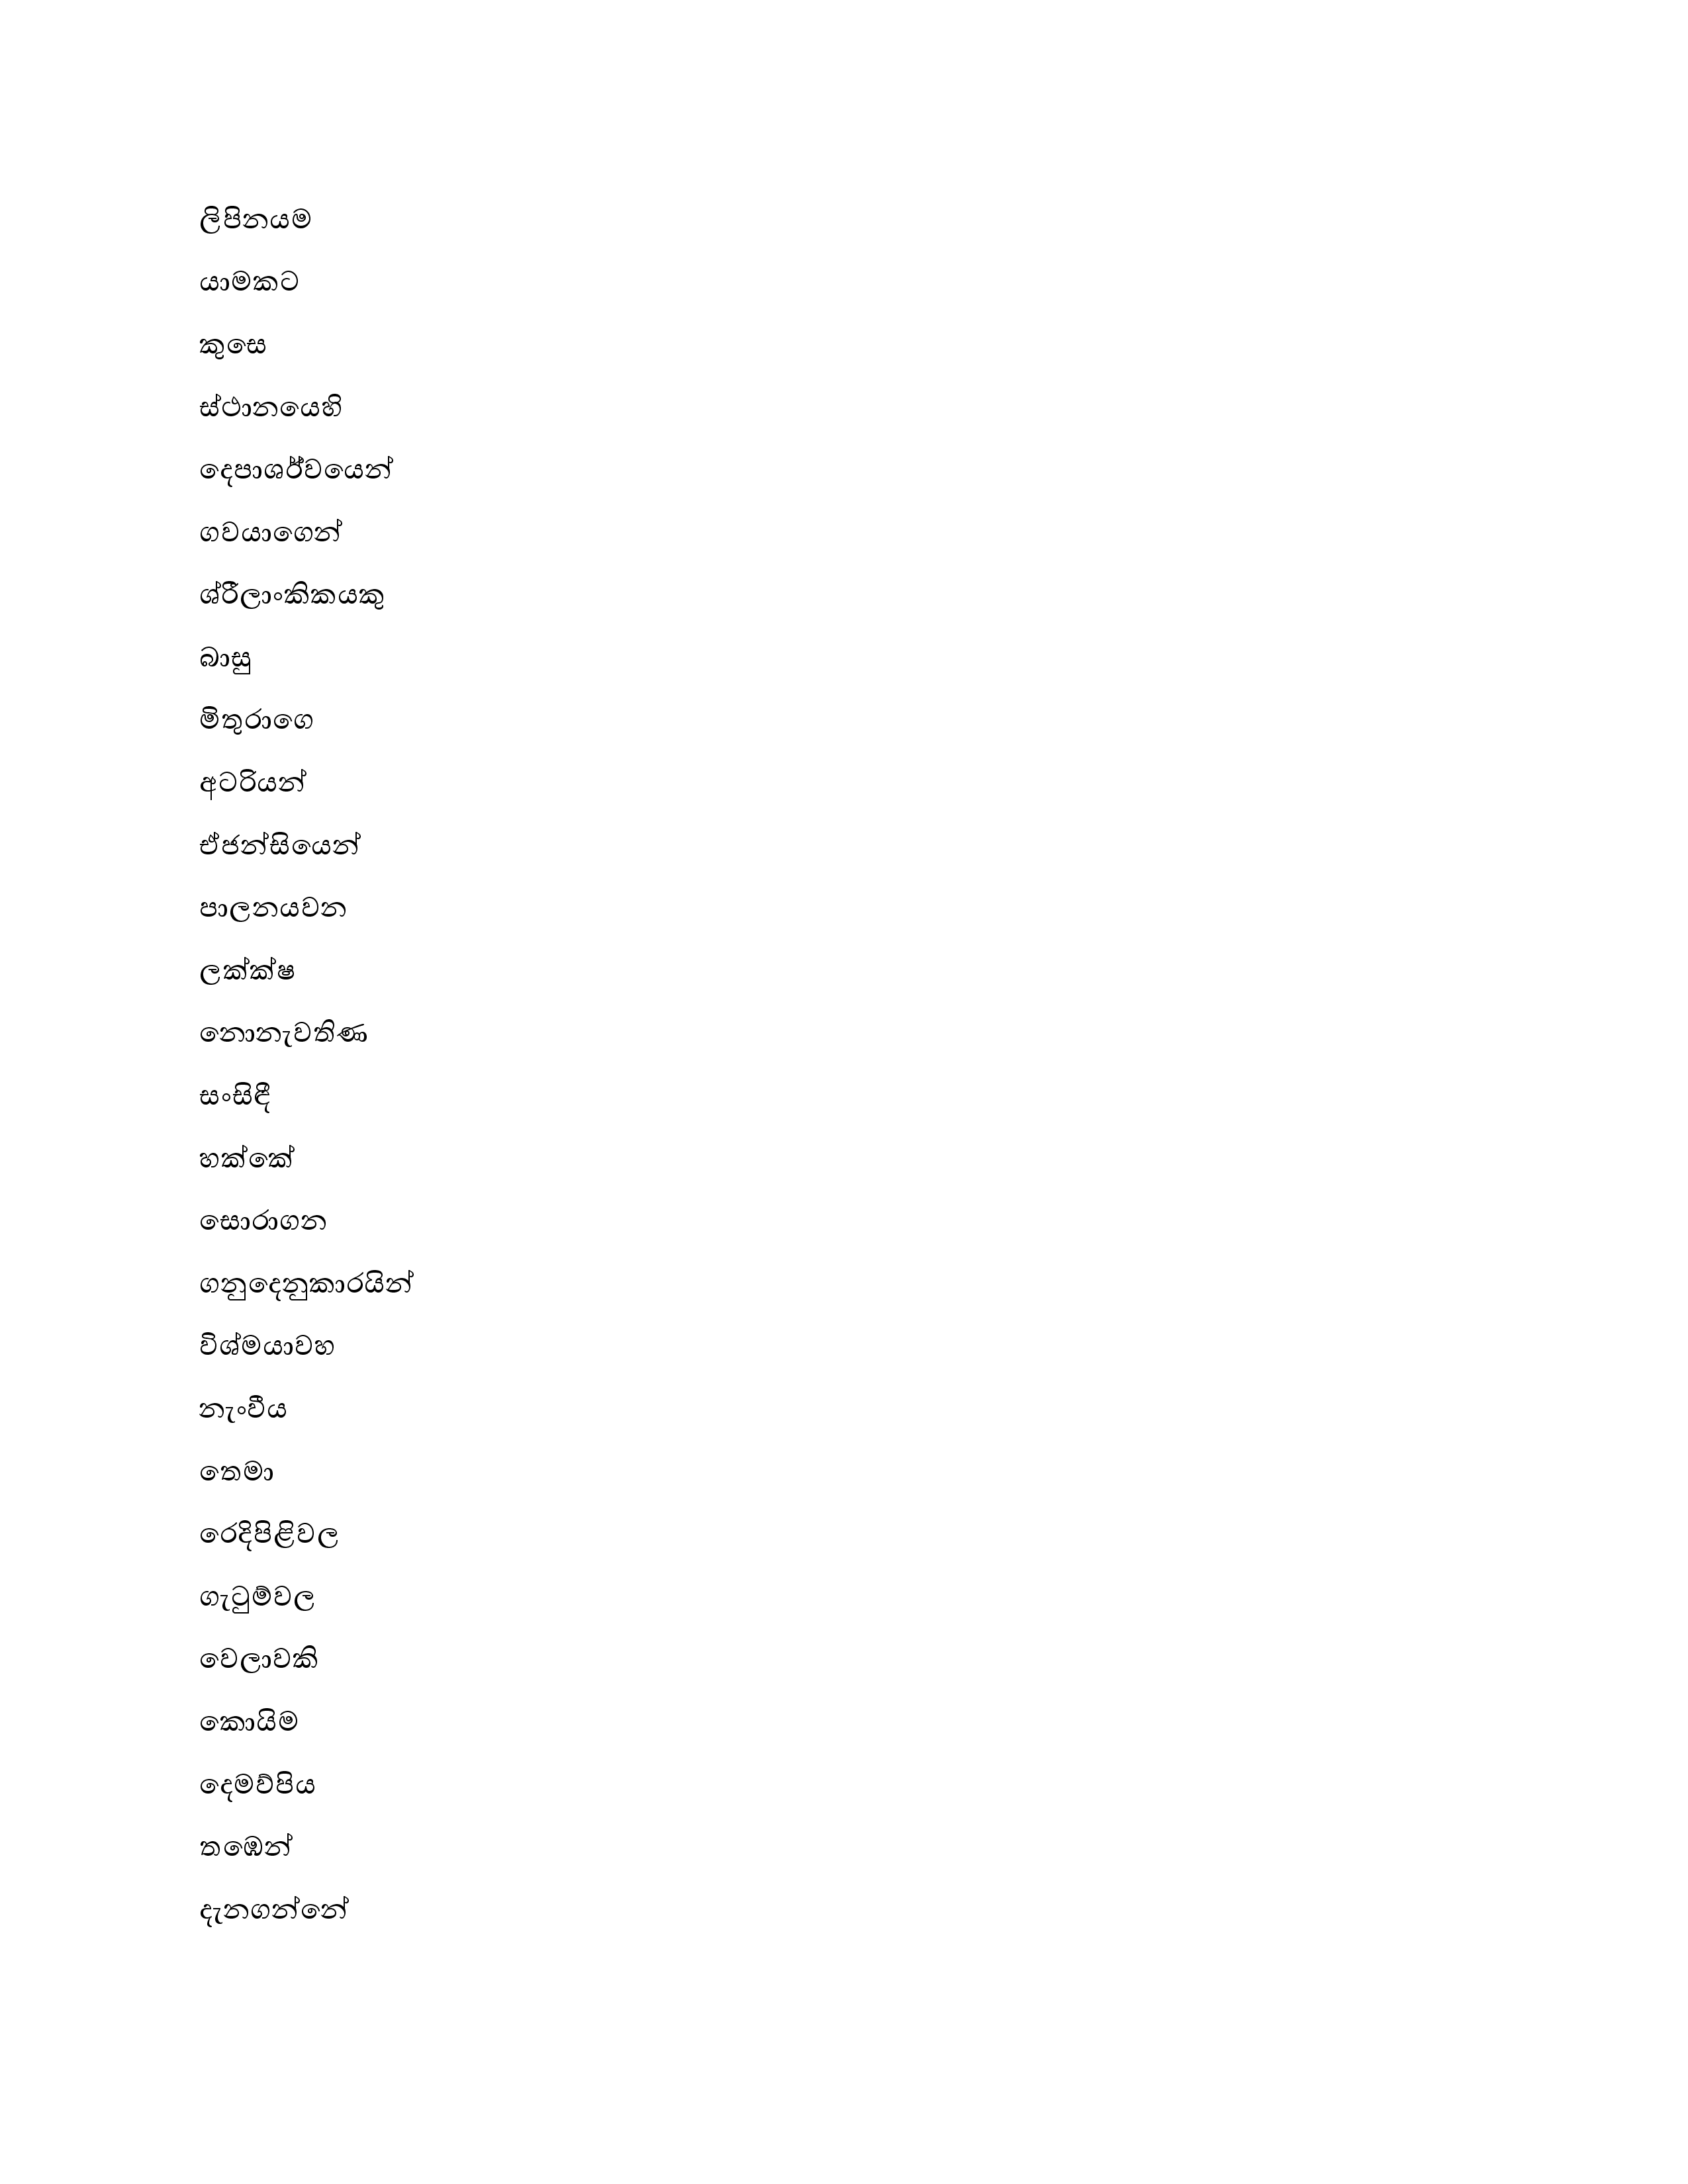 ලිපිනයම
යාමකට
කුසෙ
ස්ථානයෙහි
දෙපාශර්ව්‍යෙන්
ගවයාගෙන්
ශ්රීලාංකිකයකු
බාසු
මිතුරාගෙ
අටරියන්
ඒජන්සියෙන්
පාලනයවන
ලක්ක්ෂ
නොනැවතිණ
සංසිඳී
හක්කේ
සොරාගන
ගනුදෙනුකාරයින්
විශ්මයාවහ
නැංවීය
තෙමා
රෙදිපිළිවල
ගැටුම්වල
වෙලාවකි
කොයිම
දෙමව්පිය
තඹෙන්
දැනගන්නේ